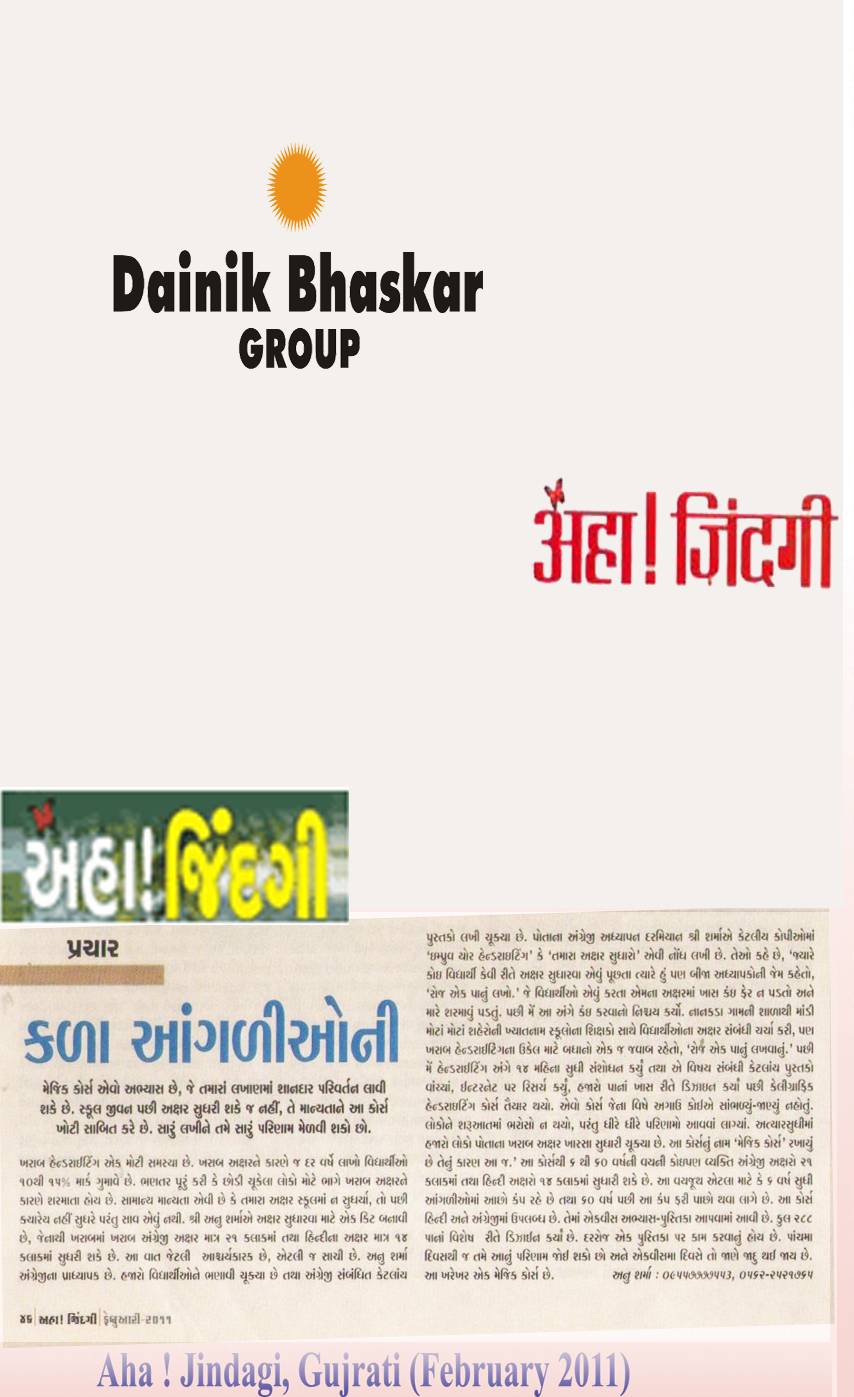 Dainik Bhaskar
GROUP
अहा! ज़िंदगी
અહા! જિંદગી
પ્રચાર
કળા આંગળીઓની
મેજિક કોર્સ એવો અભ્યાસ છે, જે તમારાં લખાણમાં શાનદાર પરિવર્તન લાવી
શકે છે. સ્કૂલ જીવન પછી અક્ષર સુધરી શકે જ નહીં, તે માન્યતાને આ કોર્સ
ખોટી સાબિત કરે છે. સારું લખીને તમે સારું પરિણામ મેળવી શકો છો.
ખરાબ હેન્ડરાઈટિંગ એક મોટી સમસ્યા છે. ખરાબ અક્ષરને કારણે જ દર વર્ષે લાખો વિદ્યાર્થીઓ
૧૦થી ૧૫% માર્ક ગુમાવે છે. ભણતર પૂરું કરી કે છોડી ચૂકેલા લોકો મોટે ભાગે ખરાબ અક્ષરને
કારણે શરમાતા હોય છે. સામાન્ય માન્યતા એવી છે કે તમારા અક્ષર સ્કૂલમાં ન સુધર્યા, તો પછી
ક્યારેય નહીં સુધરે પરંતુ સાવ એવું નથી. શ્રી અનુ શર્માએ અક્ષર સુધારવા માટે એક કિટ બનાવી
છે, જેનાથી ખરાબમાં ખરાબ અંગ્રેજી અક્ષર માત્ર ૨૧ કલાકમાં તથા હિન્દીના અક્ષર માત્ર ૧૪
કલાકમાં સુધરી શકે છે. આ વાત જેટલી આશ્ચર્યકારક છે, એટલી જ સાચી છે. અનુ શર્મા
અંગ્રેજીના પ્રાધ્યાપક છે. હજારો વિદ્યાર્થીઓને ભણાવી ચૂક્યા છે તથા અંગ્રેજી સંબંધિત કેટલાંય
પુસ્તકો લખી ચૂક્યા છે. પોતાના અંગ્રેજી અધ્યાપન દરમિયાન શ્રી શર્માએ કેટલીય કોપીઓમાં
'ઇમ્પ્રુવ યોર હેન્ડરાઇટિંગ' કે 'તમારા અક્ષર સુધારો' એવી નોંધ લખી છે. તેઓ કહે છે, 'જ્યારે
કોઇ વિદ્યાર્થી કેવી રીતે અક્ષર સુધારવા એવું પૂછતા ત્યારે હું પણ બીજા અધ્યાપકોની જેમ કહેતો,
'રોજ એક પાનું લખો.' જે વિદ્યાર્થીઓ એવું કરતા એમના અક્ષરમાં ખાસ કંઇ ફેર ન પડતો અને
મારે શરમાવું પડતું. પછી મેં આ અંગે કંઇ કરવાનો નિશ્ચય કર્યો. નાનકડા ગામની શાળાથી માંડી
મોટાં મોટાં શહેરોની ખ્યાતનામ સ્કૂલોના શિક્ષકો સાથે વિદ્યાર્થીઓના અક્ષર સંબંધી ચર્ચા કરી, પણ
ખરાબ હેન્ડરાઇટિંગના ઉકેલ માટે બધાનો એક જ જવાબ રહેતો, 'રોજ એક પાનું લખવાનું.' પછી
મેં હેન્ડરાઇટિંગ અંગે ૧૪ મહિના સુધી સંશોધન કર્યું તથા એ વિષય સંબંધી કેટલાંય પુસ્તકો
વાંચ્યાં, ઇન્ટરનેટ પર રિસર્ચ કર્યું, હજારો પાનાં ખાસ રીતે ડિઝાઇન કર્યાં પછી કેલીગ્રાફિક
હેન્ડરાઇટિંગ કોર્સ તૈયાર થયો. એવો કોર્સ જેના વિષે અગાઉ કોઇએ સાંભળ્યું-જાણ્યું નહોતું.
લોકોને શરૂઆતમાં ભરોસો ન થયો, પરંતુ ધીરે ધીરે પરિણામો આવવાં લાગ્યાં. અત્યારસુધીમાં
હજારો લોકો પોતાના ખરાબ અક્ષર ખાસ્સા સુધારી ચૂક્યા છે. આ કોર્સનું નામ 'મેજિક કોર્સ' રખાયું
છે તેનું કારણ આ જ.' આ કોર્સથી ૬ થી ૬૦ વર્ષની વયની કોઇપણ વ્યક્તિ અંગ્રેજી અક્ષરો ૨૧
કલાકમાં તથા હિન્દી અક્ષરો ૧૪ કલાકમાં સુધારી શકે છે. આ વયજૂથ એટલા માટે કે ૬ વર્ષ સુધી
આંગળીઓમાં આછો કંપ રહે છે તથા ૬૦ વર્ષ પછી આ કંપ ફરી પાછો થવા લાગે છે. આ કોર્સ
હિન્દી અને અંગ્રેજીમાં ઉપલબ્ધ છે. તેમાં એકવીસ અભ્યાસ-પુસ્તિકા આપવામાં આવી છે. કુલ ૨૮૮
પાનાં વિશેષ રીતે ડિઝાઈન કર્યાં છે. દરરોજ એક પુસ્તિકા પર કામ કરવાનું હોય છે. પાંચમા
દિવસથી જ તમે આનું પરિણામ જોઈ શકો છો અને એકવીસમા દિવસે તો જાણે જાદુ થઈ જાય છે.
આ ખરેખર એક મેજિક કોર્સ છે. અનુ શર્મા : ૦૯૫૫૭૭૭૭૫૫૩, ૦૫૬૨-૨૫૨૧૭૬૫
૪૬ | અહા! જિંદગી | ફેબ્રુઆરી-૨૦૧૧
Aha ! Jindagi, Gujrati (February 2011)